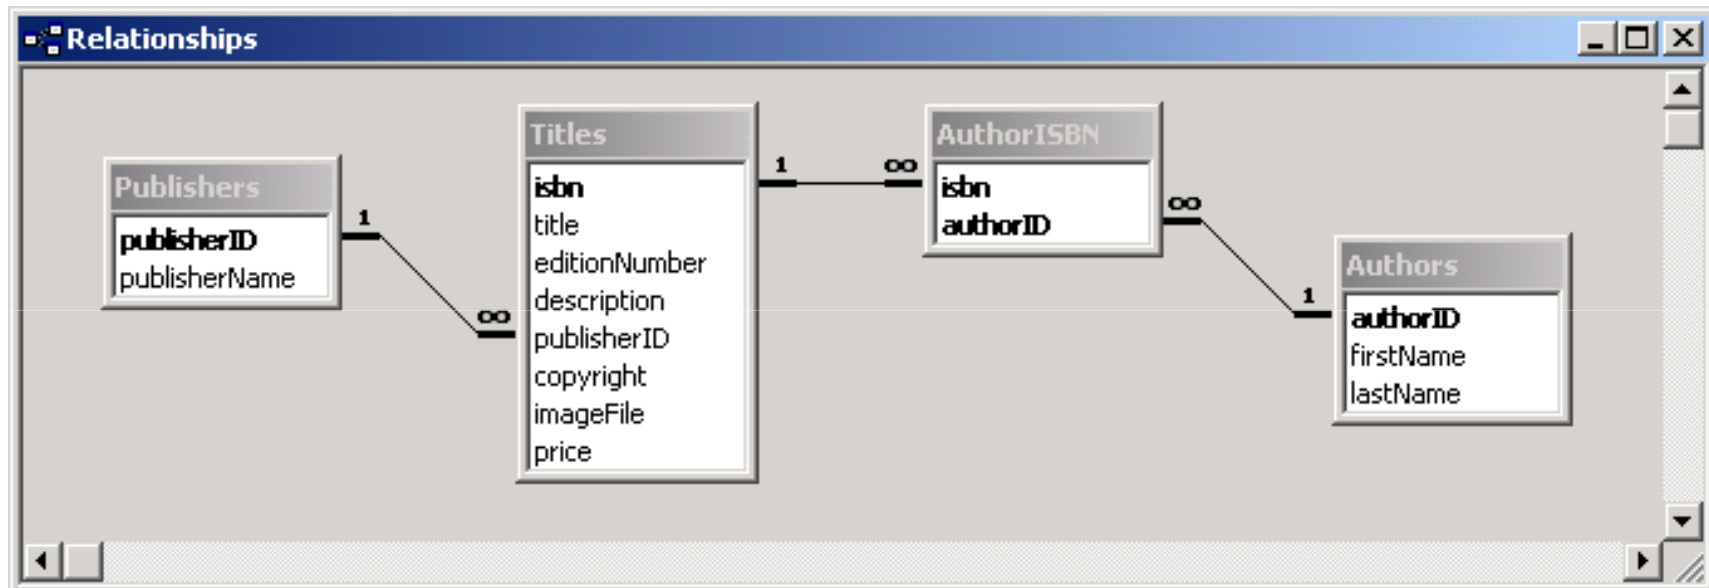 Relationships
Publishers
publisherID
publisherName
1
∞
Titles
isbn
title
editionNumber
description
publisherID
copyright
imageFile
price
1
∞
AuthorISBN
isbn
authorID
∞
1
Authors
authorID
firstName
lastName